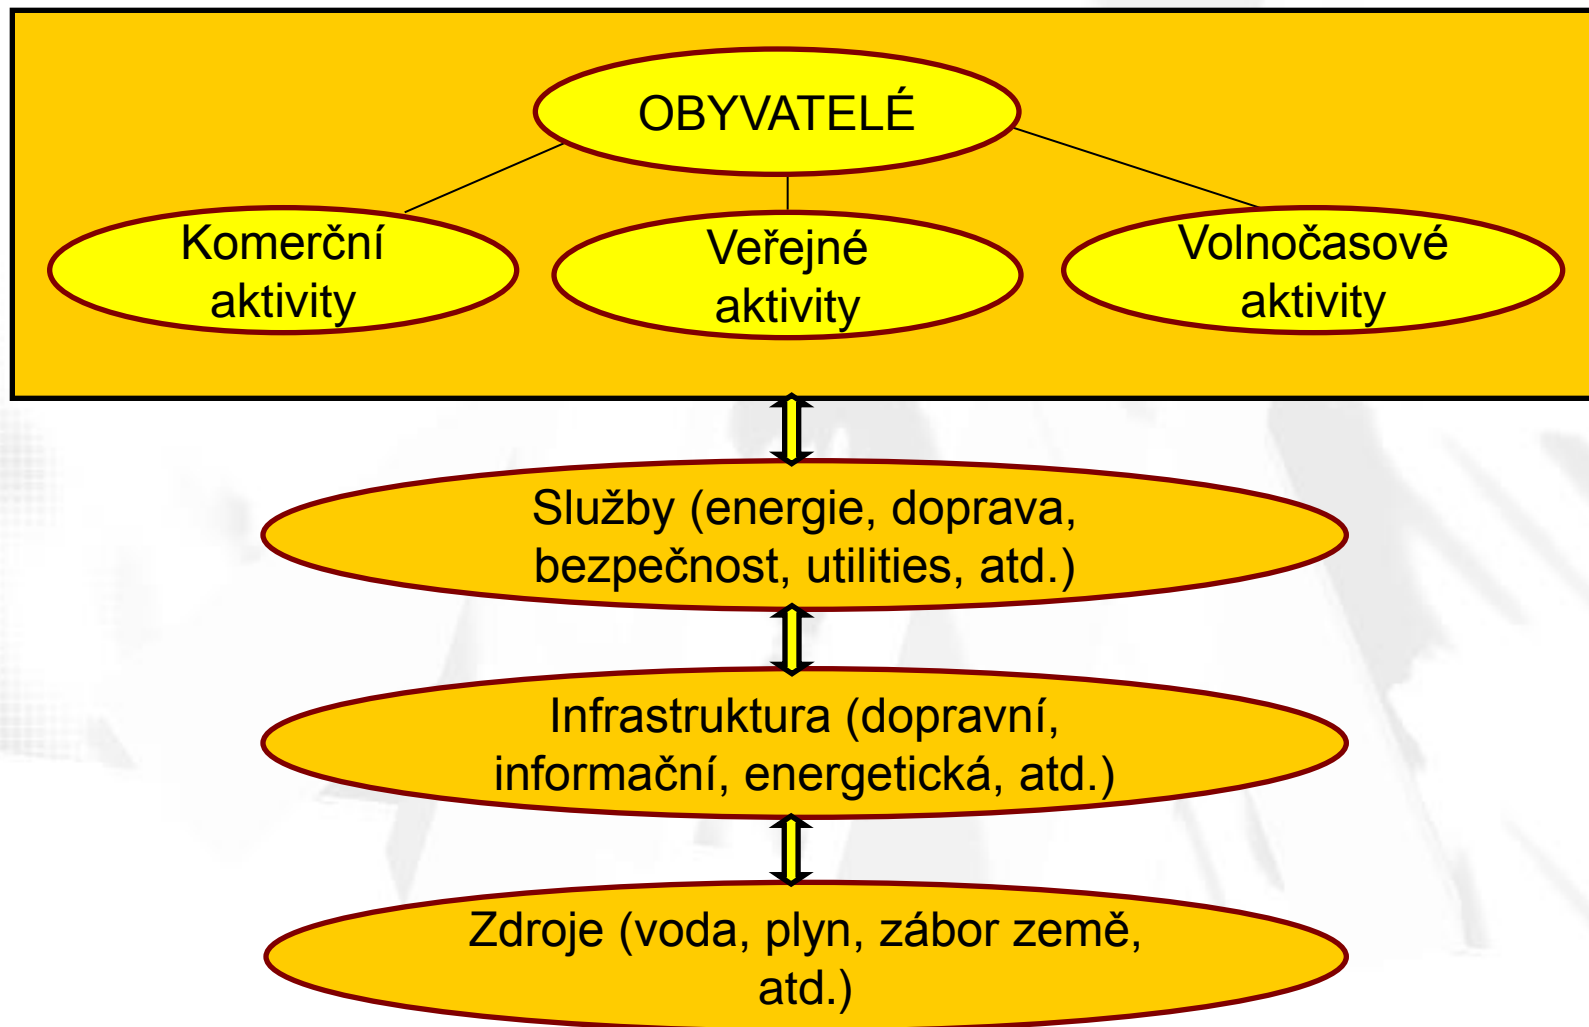 OBYVATELÉ
Komerční
aktivity
Veřejné
aktivity
Volnočasové
aktivity
Služby (energie, doprava,
bezpečnost, utilities, atd.)
Infrastruktura (dopravní,
informační, energetická, atd.)
Zdroje (voda, plyn, zábor země,
atd.)